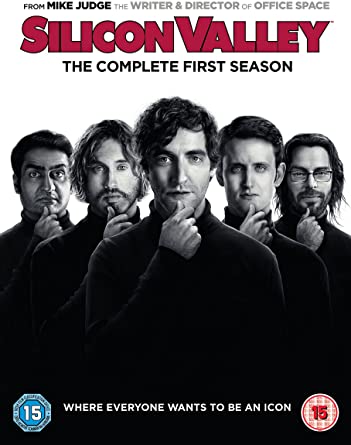 FROM MIKE JUDGE THE WRITER & DIRECTOR OF OFFICE SPACE
SILICON VALLEY
THE COMPLETE FIRST SEASON
WHERE EVERYONE WANTS TO BE AN ICON
15
15